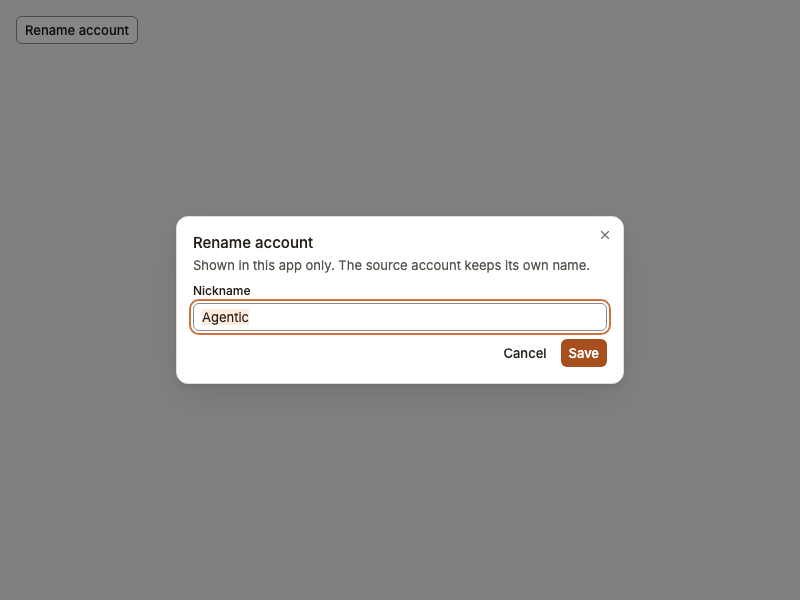 Rename account
Rename account
Shown in this app only. The source account keeps its own name.
Nickname
Agentic
Cancel
Save